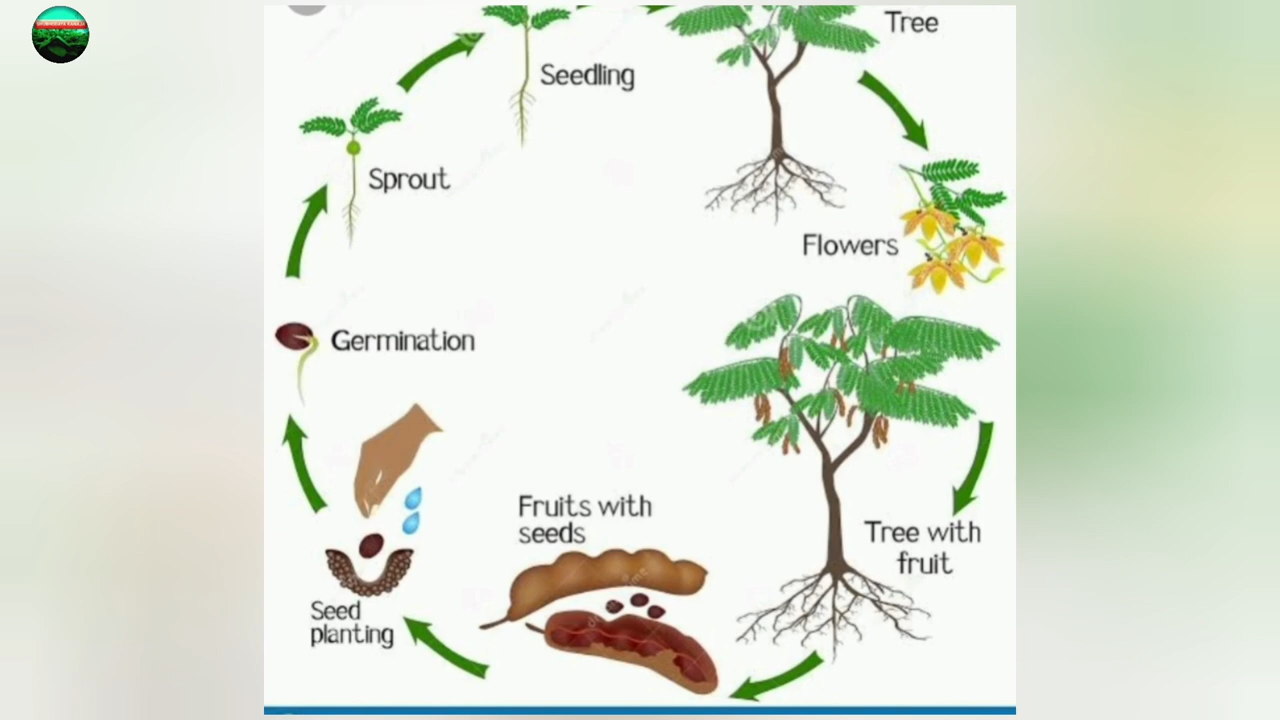 Tree
Seedling
Sprout
Flowers
Germination
Fruits with
seeds
Tree with
fruit
Seed
planting